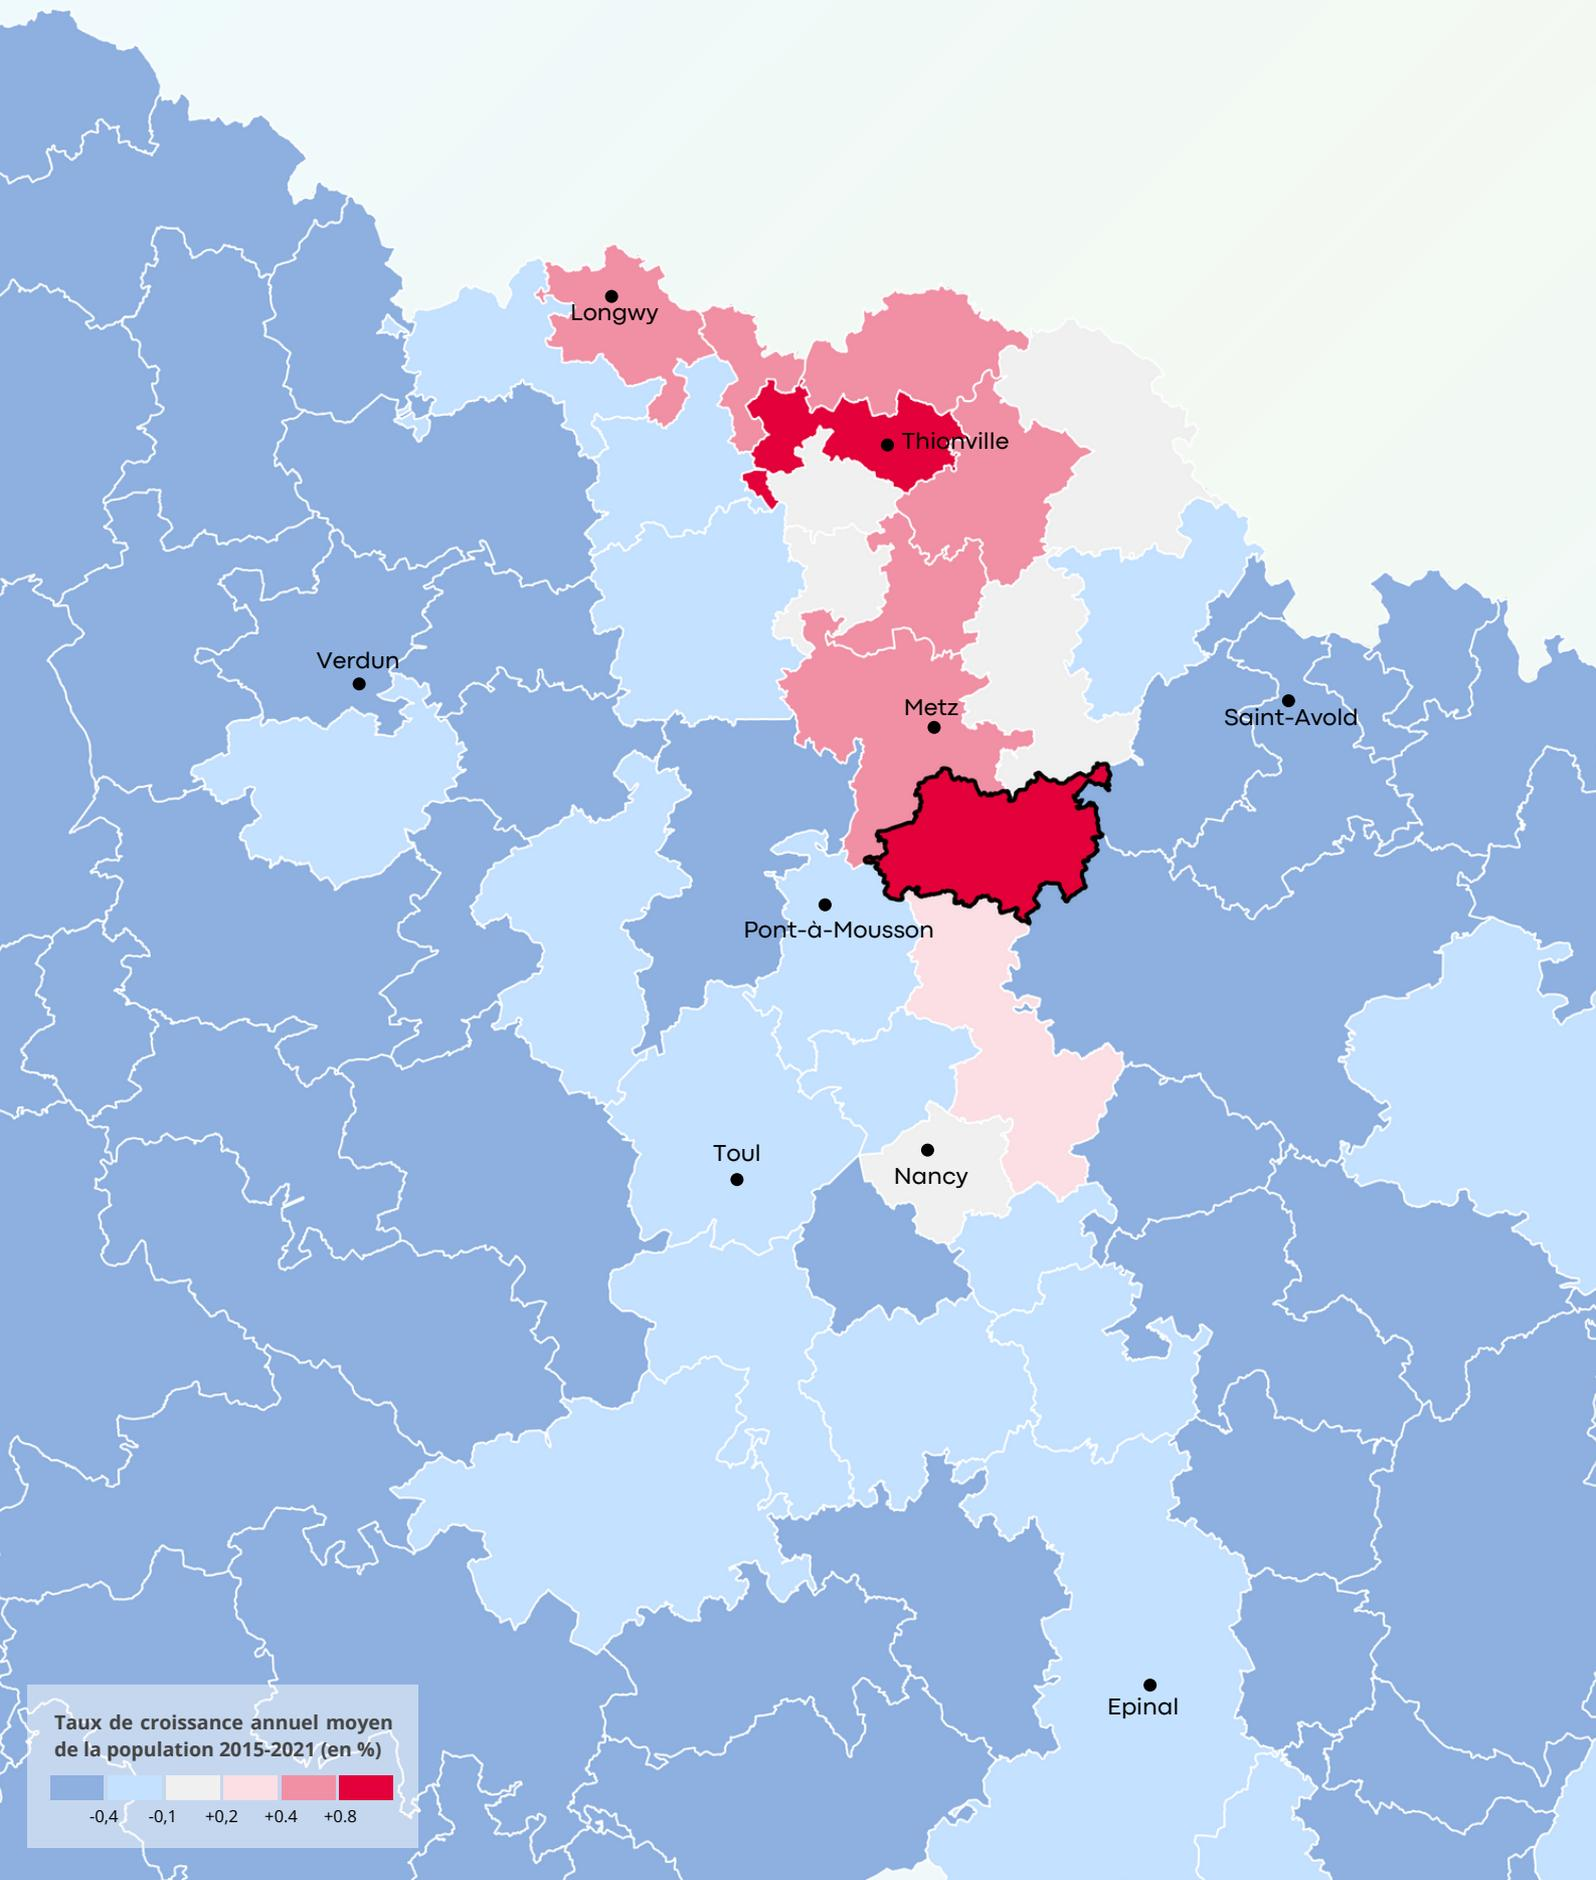 Longwy
Thionville
Verdun
Metz
Saint-Avold
Pont-à-Mousson
Toul
Nancy
Epinal
Taux de croissance annuel moyen
de la population 2015-2021 (en %)
-0,4 -0,1 +0,2 +0.4 +0.8